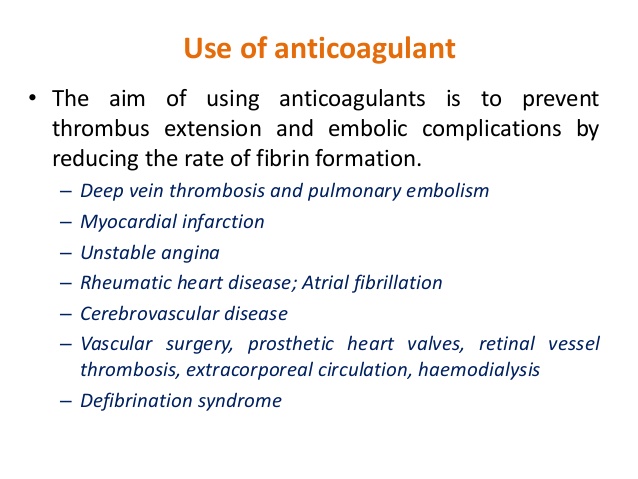 Use of anticoagulant
• The aim of using anticoagulants is to prevent
thrombus extension and embolic complications by
reducing the rate of fibrin formation.
– Deep vein thrombosis and pulmonary embolism
– Myocardial infarction
– Unstable angina
– Rheumatic heart disease; Atrial fibrillation
– Cerebrovascular disease
– Vascular surgery, prosthetic heart valves, retinal vessel
thrombosis, extracorporeal circulation, haemodialysis
– Defibrination syndrome